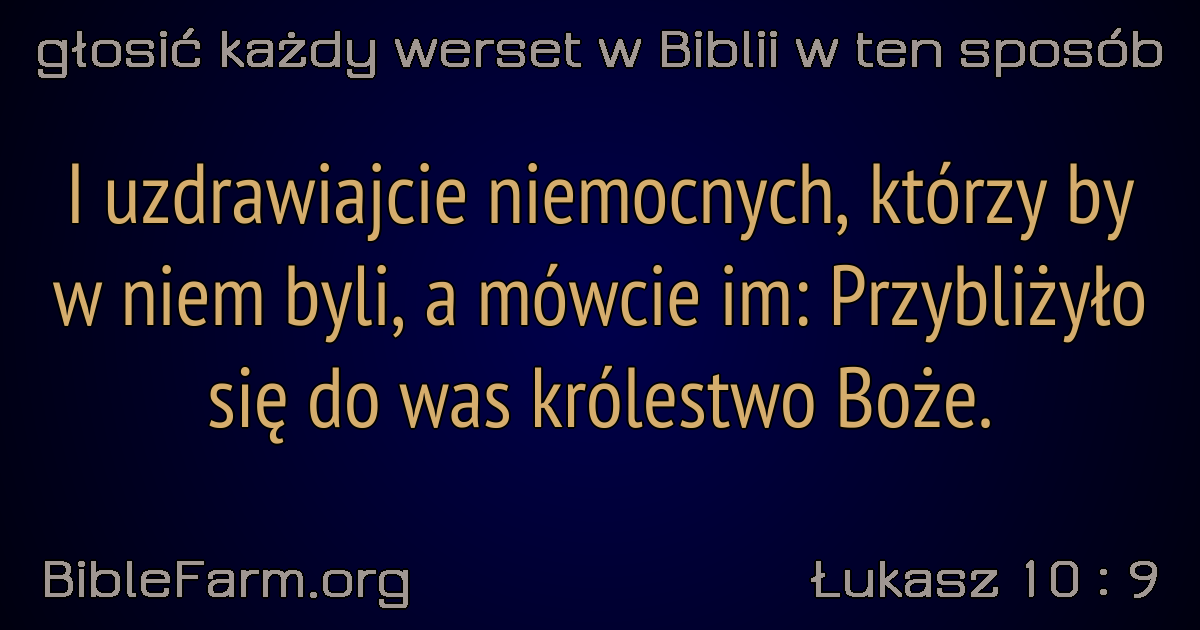 głosić każdy werset w Biblii w ten sposób
I uzdrawiajcie niemocnych, którzy by
w niem byli, a mówcie im: Przybliżyło
się do was królestwo Boże.
BibleFarm.org
Łukasz 10 : 9